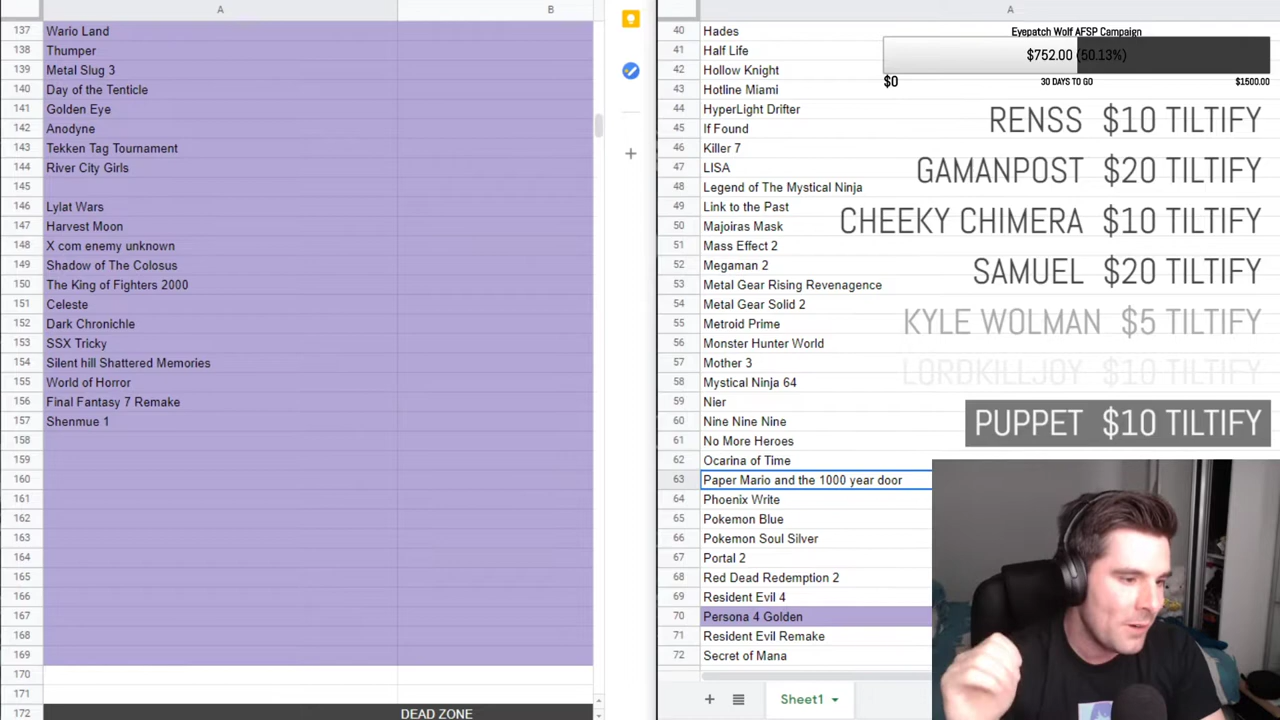 A
B
137 Wario Land
138 Thumper
139 Metal Slug 3
140 Day of the Tenticle
141 Golden Eye
142 Anodyne
143 Tekken Tag Tournament
144 River City Girls
145
146 Lylat Wars
147 Harvest Moon
148 X com enemy unknown
149 Shadow of The Colosus
150 The King of Fighters 2000
151 Celeste
152 Dark Chronichle
153 SSX Tricky
154 Silent hill Shattered Memories
155 World of Horror
156 Final Fantasy 7 Remake
157 Shenmue 1
158
159
160
161
162
163
164
165
166
167
168
169
170
171
172 DEAD ZONE
A
40 Hades
41 Half Life
42 Hollow Knight
43 Hotline Miami
44 HyperLight Drifter
45 If Found
46 Killer 7
47 LISA
48 Legend of The Mystical Ninja
49 Link to the Past
50 Majoiras Mask
51 Mass Effect 2
52 Megaman 2
53 Metal Gear Rising Revenagence
54 Metal Gear Solid 2
55 Metroid Prime
56 Monster Hunter World
57 Mother 3
58 Mystical Ninja 64
59 Nier
60 Nine Nine Nine
61 No More Heroes
62 Ocarina of Time
63 Paper Mario and the 1000 year door
64 Phoenix Write
65 Pokemon Blue
66 Pokemon Soul Silver
67 Portal 2
68 Red Dead Redemption 2
69 Resident Evil 4
70 Persona 4 Golden
71 Resident Evil Remake
72 Secret of Mana
Sheet1
Eyepatch Wolf AFSP Campaign
$752.00 (50.13%)
$0 30 DAYS TO GO $1500.00
RENSS $10 TILTIFY
GAMANPOST $20 TILTIFY
CHEEKY CHIMERA $10 TILTIFY
SAMUEL $20 TILTIFY
KYLE WOLMAN $5 TILTIFY
LORDKILLJOY $10 TILTIFY
PUPPET $10 TILTIFY